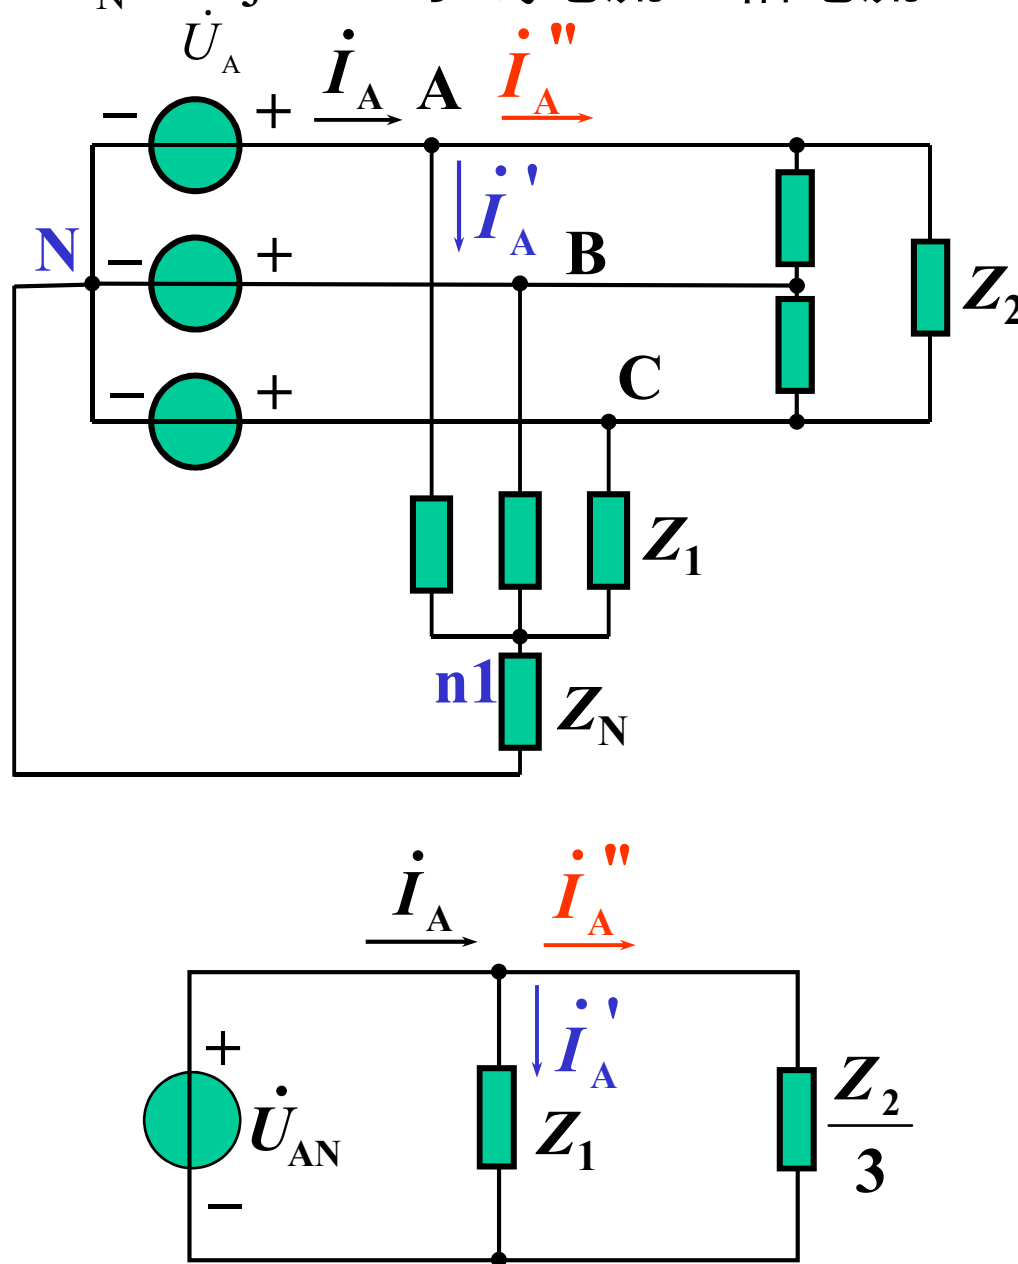 N
U̇A
İA A İA"
− +
İA'
N − + B
Z2
− + C
Z1
n1 ZN
İA İA"
+ İA'
U̇AN Z1 Z2/3
−